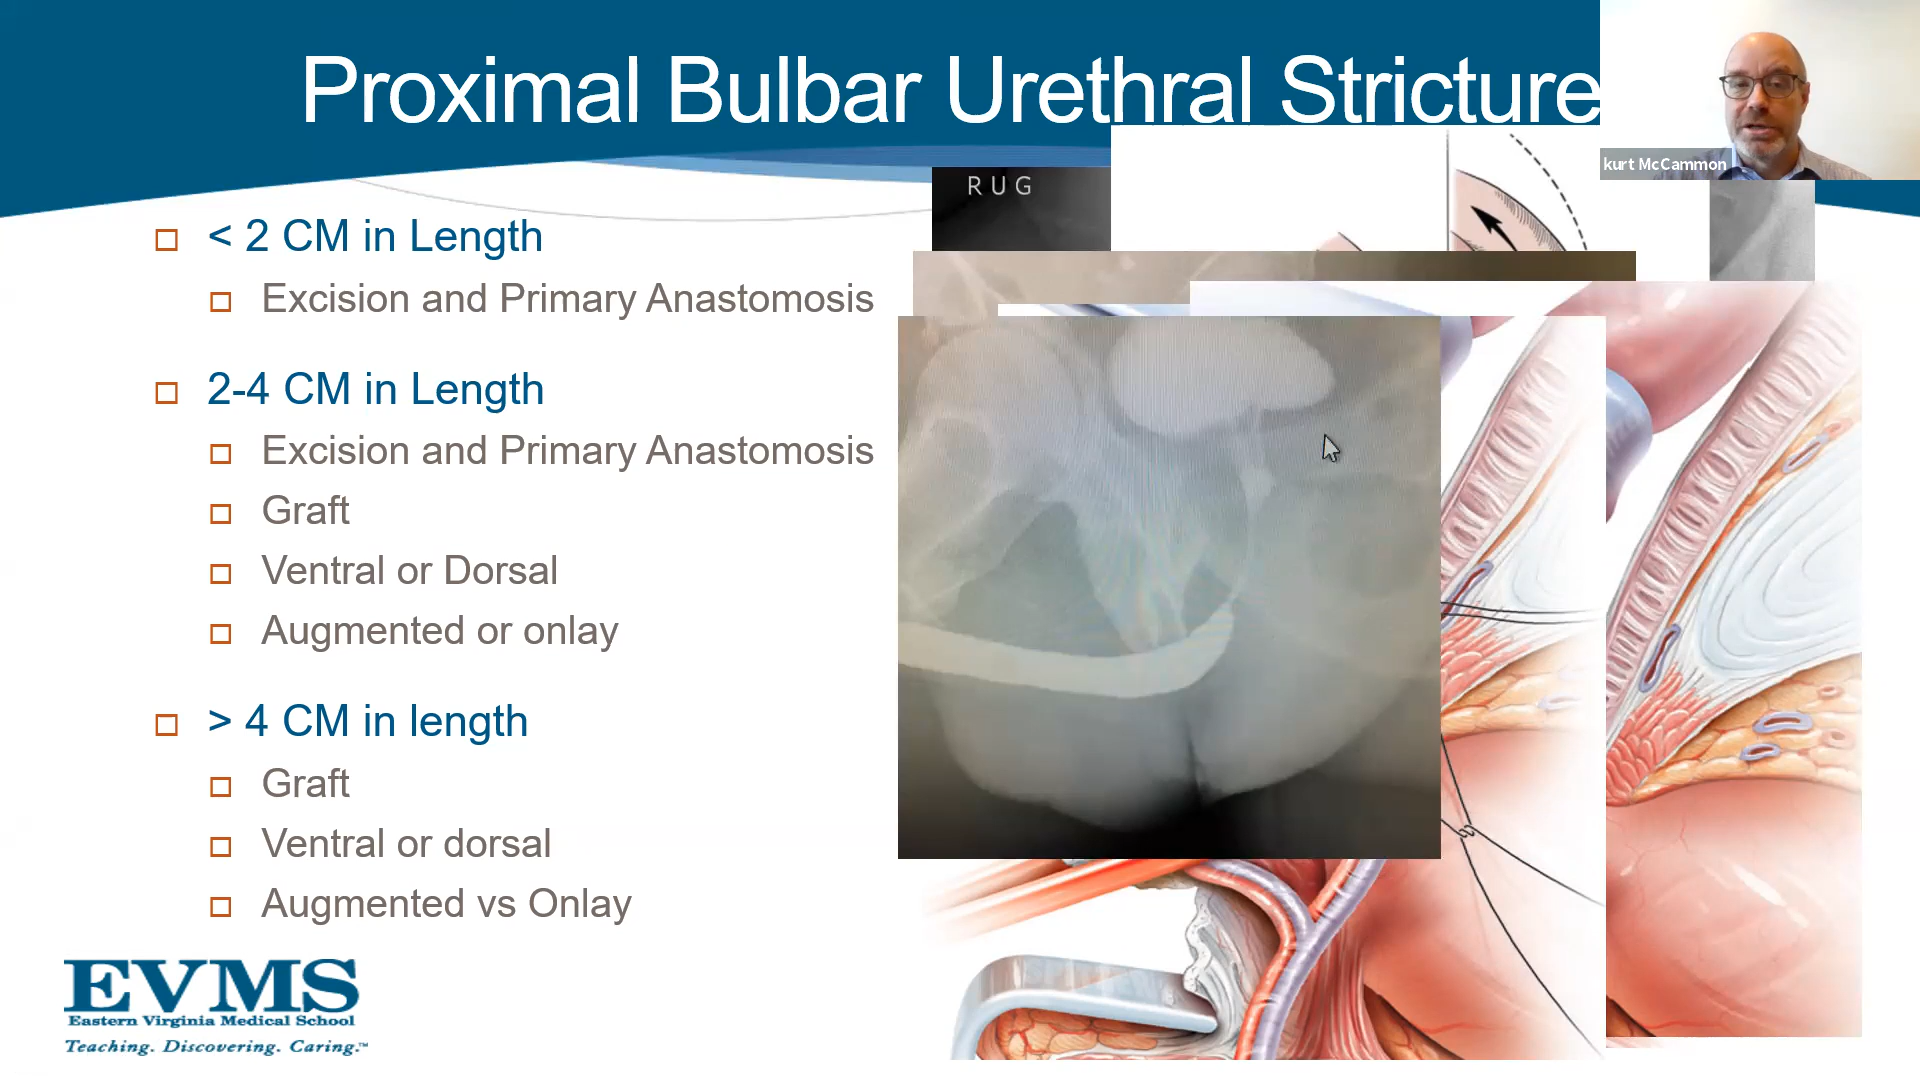 Proximal Bulbar Urethral Stricture
kurt McCammon
RUG
< 2 CM in Length
Excision and Primary Anastomosis
2-4 CM in Length
Excision and Primary Anastomosis
Graft
Ventral or Dorsal
Augmented or onlay
> 4 CM in length
Graft
Ventral or dorsal
Augmented vs Onlay
EVMS
Eastern Virginia Medical School
Teaching. Discovering. Caring.™